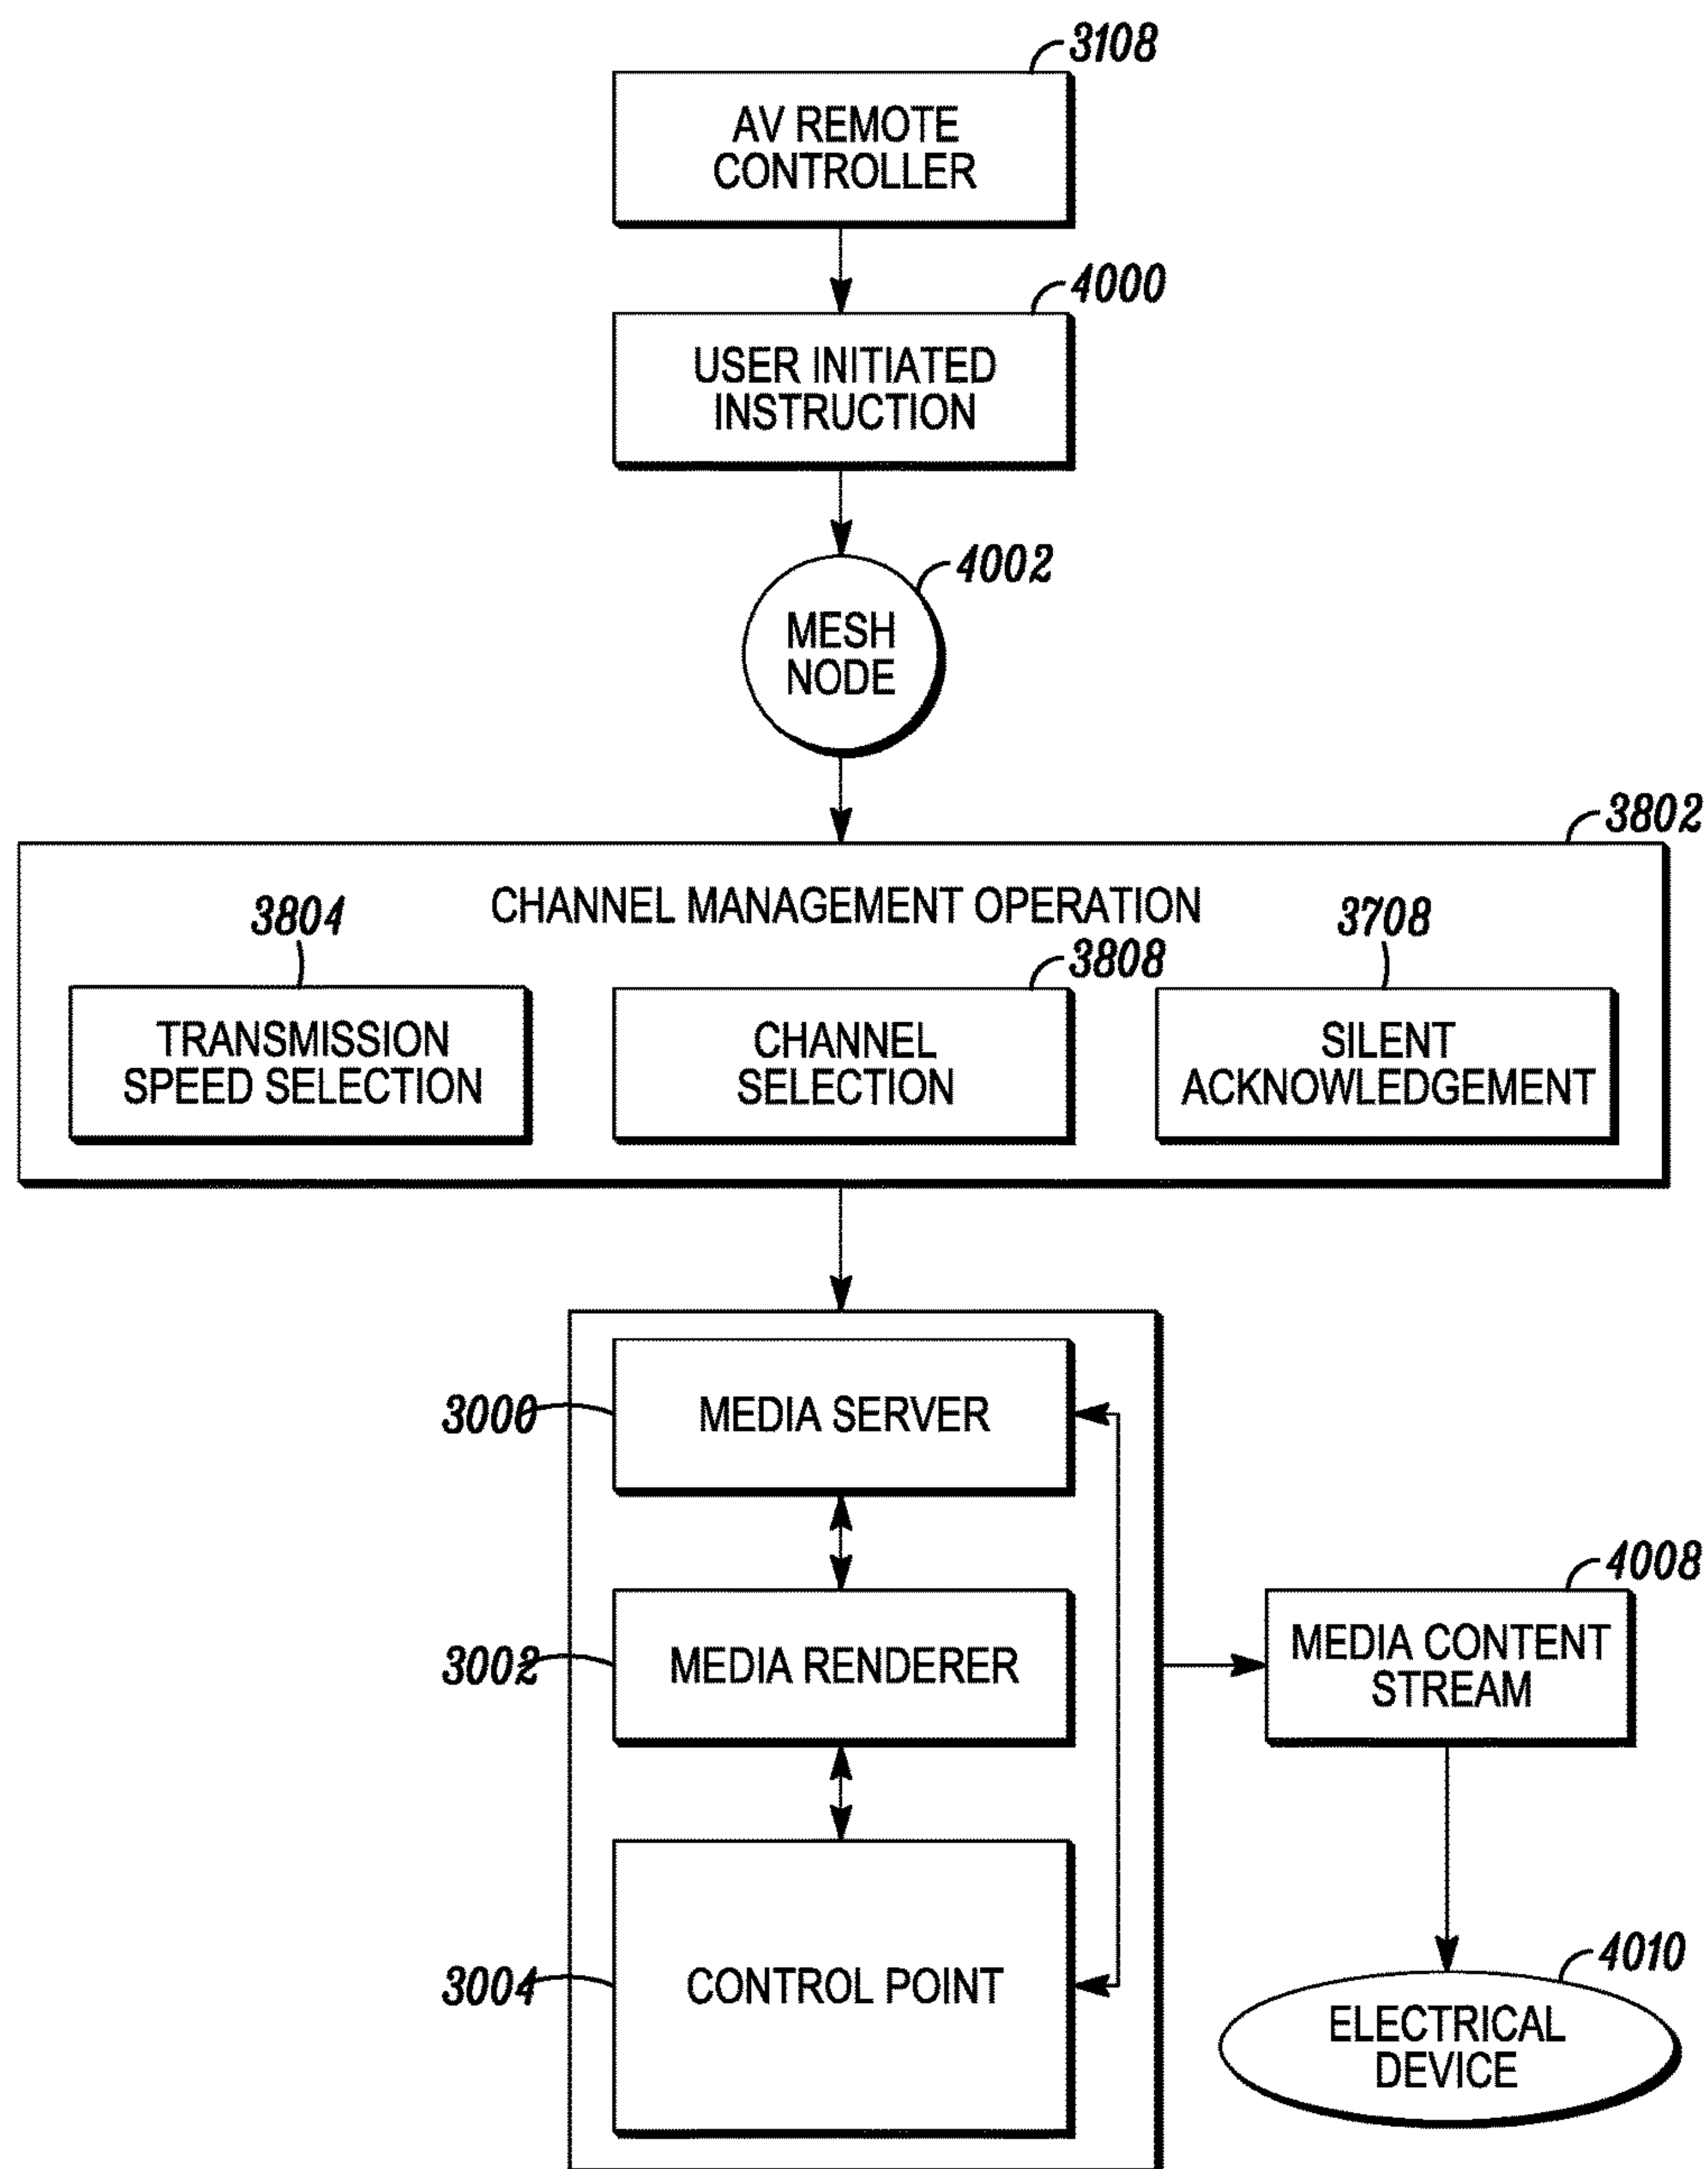 3108
AV REMOTE
CONTROLLER
4000
USER INITIATED
INSTRUCTION
4002
MESH
NODE
3802
CHANNEL MANAGEMENT OPERATION
3804
3808
3708
TRANSMISSION
SPEED SELECTION
CHANNEL
SELECTION
SILENT
ACKNOWLEDGEMENT
3000
MEDIA SERVER
3002
MEDIA RENDERER
4008
MEDIA CONTENT
STREAM
3004
CONTROL POINT
4010
ELECTRICAL
DEVICE